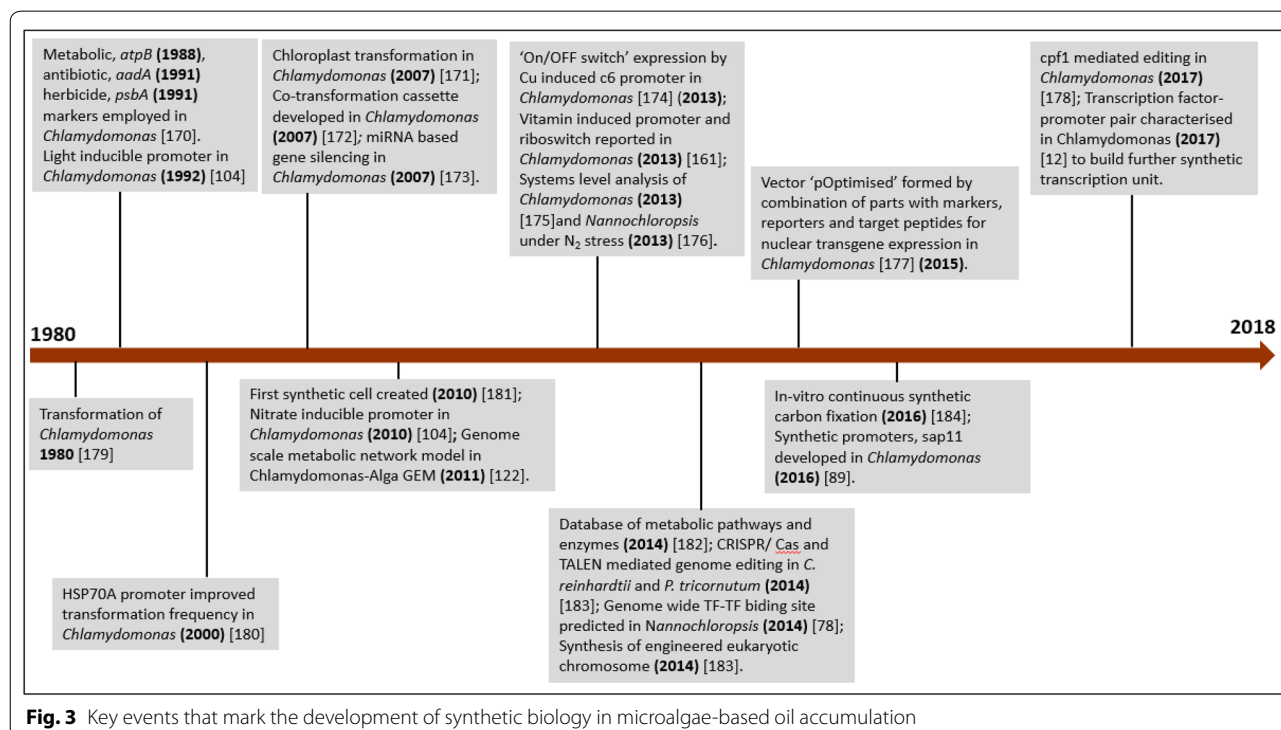 Metabolic, atpB (1988),
antibiotic, aadA (1991)
herbicide, psbA (1991)
markers employed in
Chlamydomonas [170].
Light inducible promoter in
Chlamydomonas (1992) [104]
Chloroplast transformation in
Chlamydomonas (2007) [171];
Co-transformation cassette
developed in Chlamydomonas
(2007) [172]; miRNA based
gene silencing in
Chlamydomonas (2007) [173].
‘On/OFF switch’ expression by
Cu induced c6 promoter in
Chlamydomonas [174] (2013);
Vitamin induced promoter and
riboswitch reported in
Chlamydomonas (2013) [161];
Systems level analysis of
Chlamydomonas (2013)
[175]and Nannochloropsis
under N2 stress (2013) [176].
Vector ‘pOptimised’ formed by
combination of parts with markers,
reporters and target peptides for
nuclear transgene expression in
Chlamydomonas [177] (2015).
cpf1 mediated editing in
Chlamydomonas (2017)
[178]; Transcription factor-
promoter pair characterised
in Chlamydomonas (2017)
[12] to build further synthetic
transcription unit.
1980
2018
Transformation of
Chlamydomonas
1980 [179]
HSP70A promoter improved
transformation frequency in
Chlamydomonas (2000) [180]
First synthetic cell created (2010) [181];
Nitrate inducible promoter in
Chlamydomonas (2010) [104]; Genome
scale metabolic network model in
Chlamydomonas-Alga GEM (2011) [122].
Database of metabolic pathways and
enzymes (2014) [182]; CRISPR/ Cas and
TALEN mediated genome editing in C.
reinhardtii and P. tricornutum (2014)
[183]; Genome wide TF-TF biding site
predicted in Nannochloropsis (2014) [78];
Synthesis of engineered eukaryotic
chromosome (2014) [183].
In-vitro continuous synthetic
carbon fixation (2016) [184];
Synthetic promoters, sap11
developed in Chlamydomonas
(2016) [89].
Fig. 3 Key events that mark the development of synthetic biology in microalgae-based oil accumulation